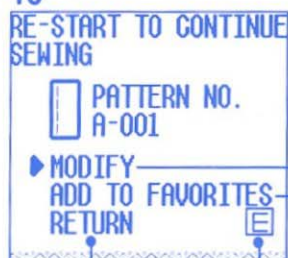 RE-START TO CONTINUE
SEWING
PATTERN NO.
A-001
MODIFY
ADD TO FAVORITES
RETURN
E